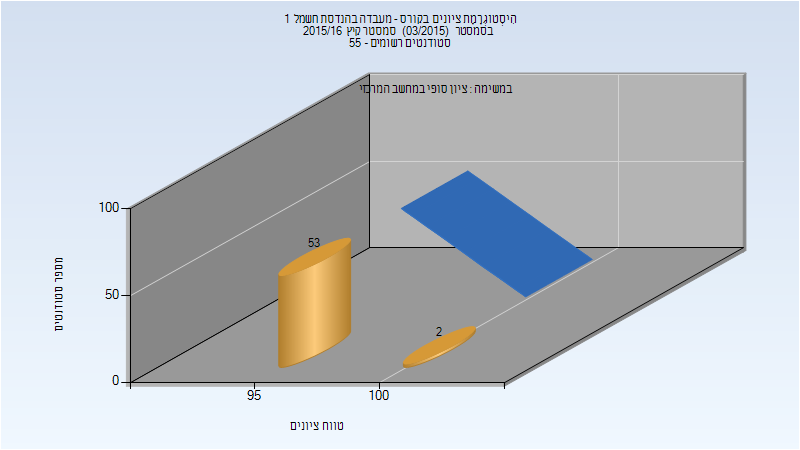 היסטוגרמת ציונים בקורס - מעבדה בהנדסת חשמל 1
בסמסטר (03/2015) סמסטר קיץ 2015/16
סטודנטים רשומים - 55
במשימה : ציון סופי במחשב המרכזי
100
50
0
53
2
95
100
מספר סטודנטים
טווח ציונים